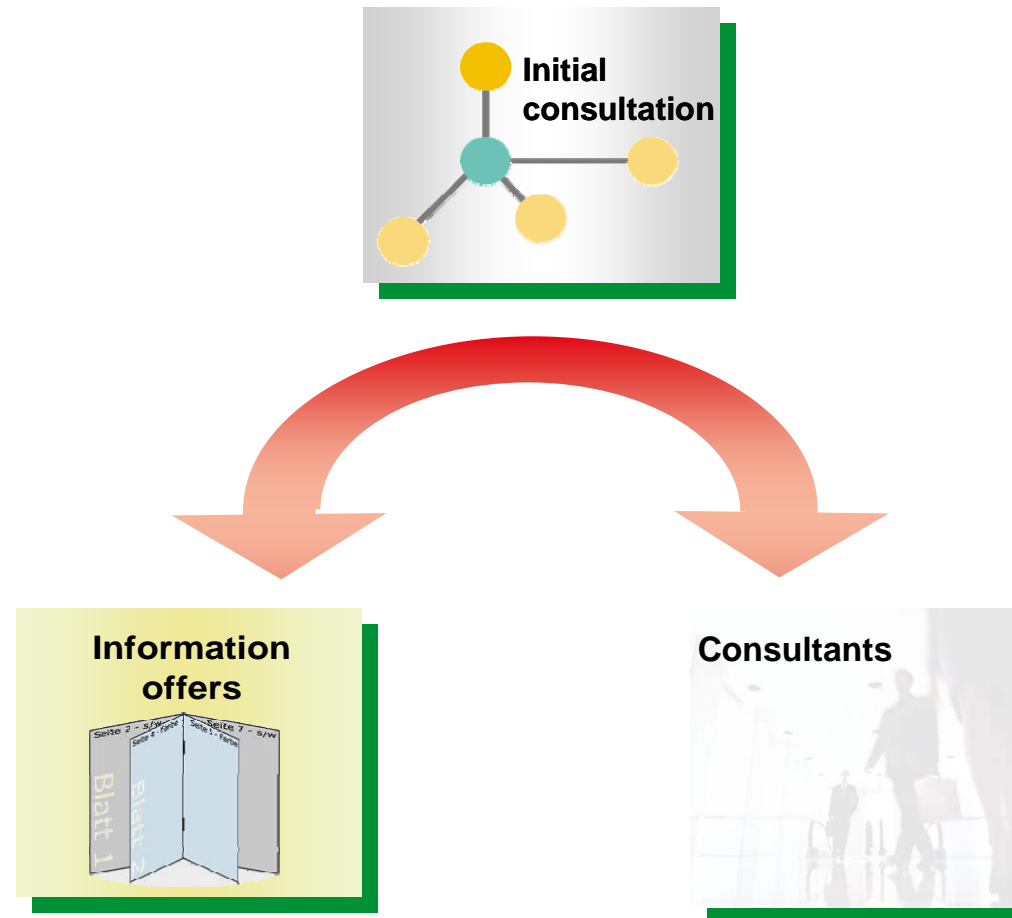 Initial
consultation
Information
offers
Seite 2 - s/w
Seite 7 - s/w
Seite 4 - Farbe
Seite 5 - Farbe
Blatt 1
Blatt 2
Consultants